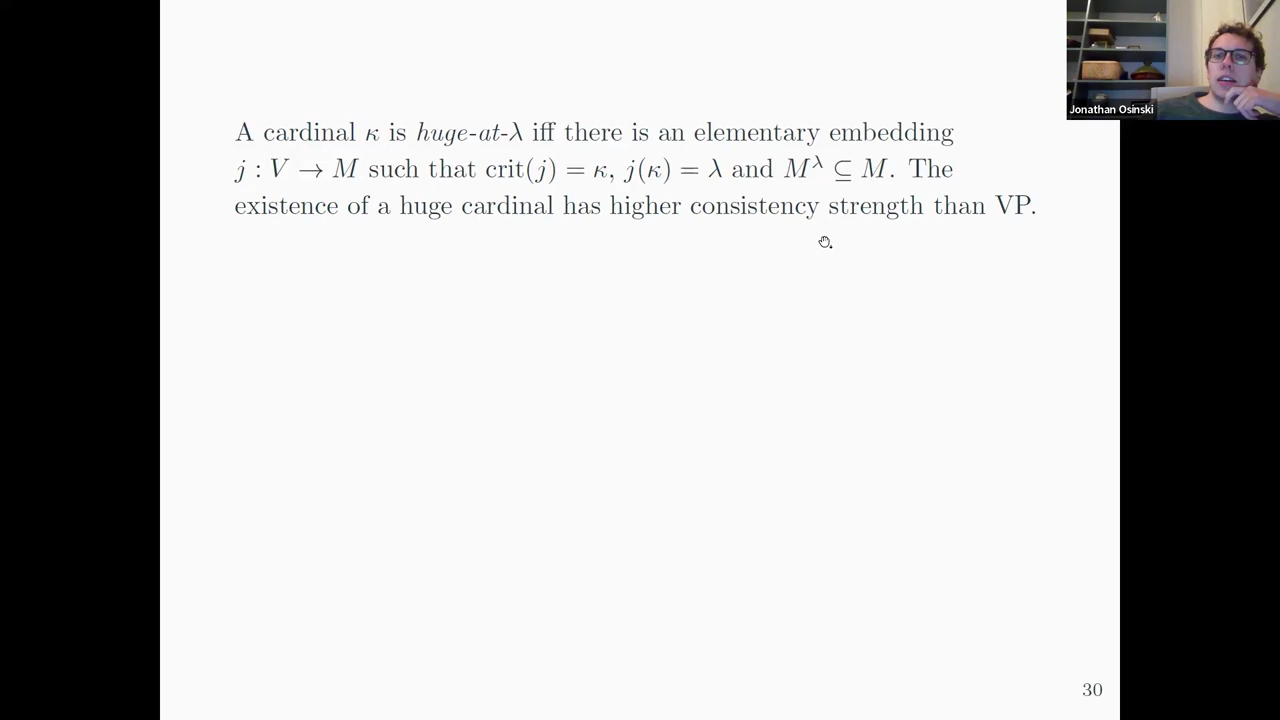 Jonathan Osinski
A cardinal κ is huge-at-λ iff there is an elementary embedding
j : V → M such that crit(j) = κ, j(κ) = λ and M^λ ⊆ M. The
existence of a huge cardinal has higher consistency strength than VP.
30